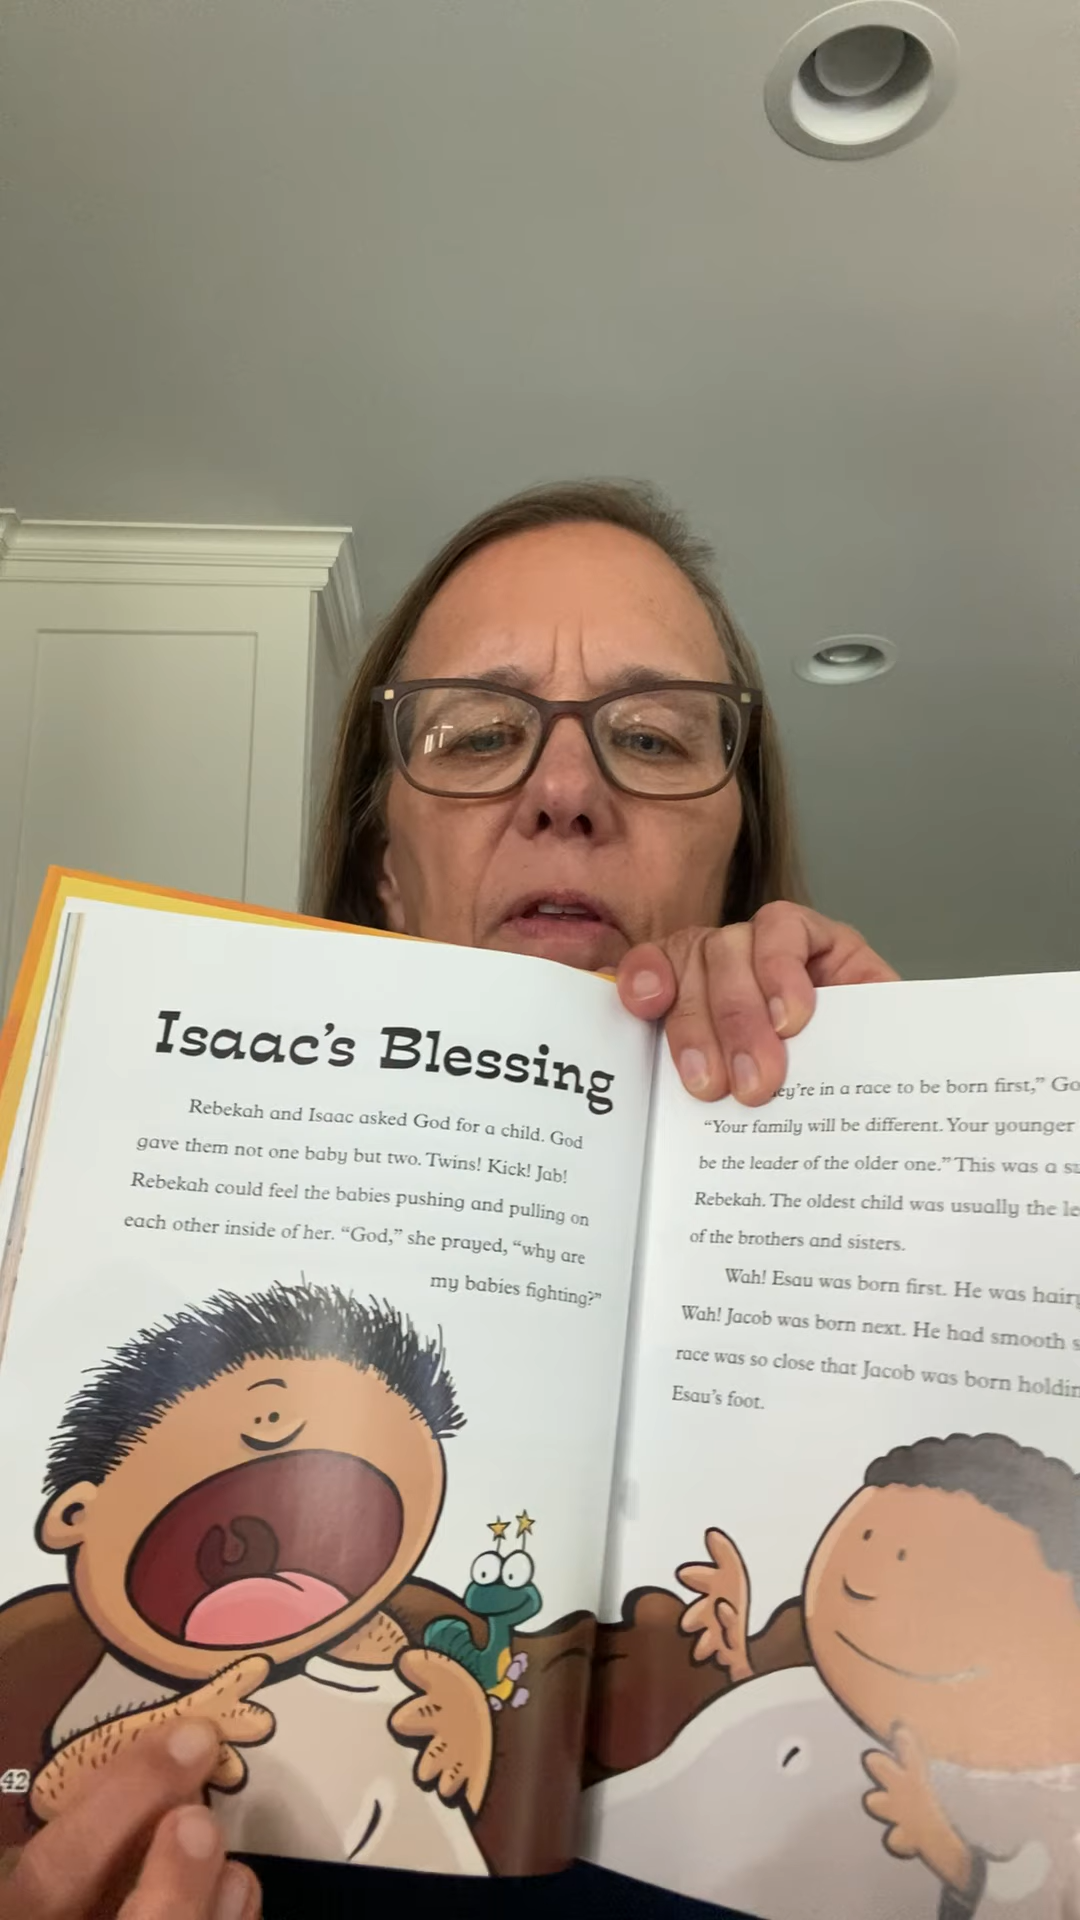 Isaac's Blessing
Rebekah and Isaac asked God for a child. God
gave them not one baby but two. Twins! Kick! Jab!
Rebekah could feel the babies pushing and pulling on
each other inside of her. “God,” she prayed, “why are
my babies fighting?”
42
in a race to be born first,”
“Your family will be different. Your younger
be the leader of the older one.” This was a
Rebekah. The oldest child was usually the
of the brothers and sisters.
Wah! Esau was born first. He was
Wah! Jacob was born next. He had smooth
race was so close that Jacob was born
Esau's foot.